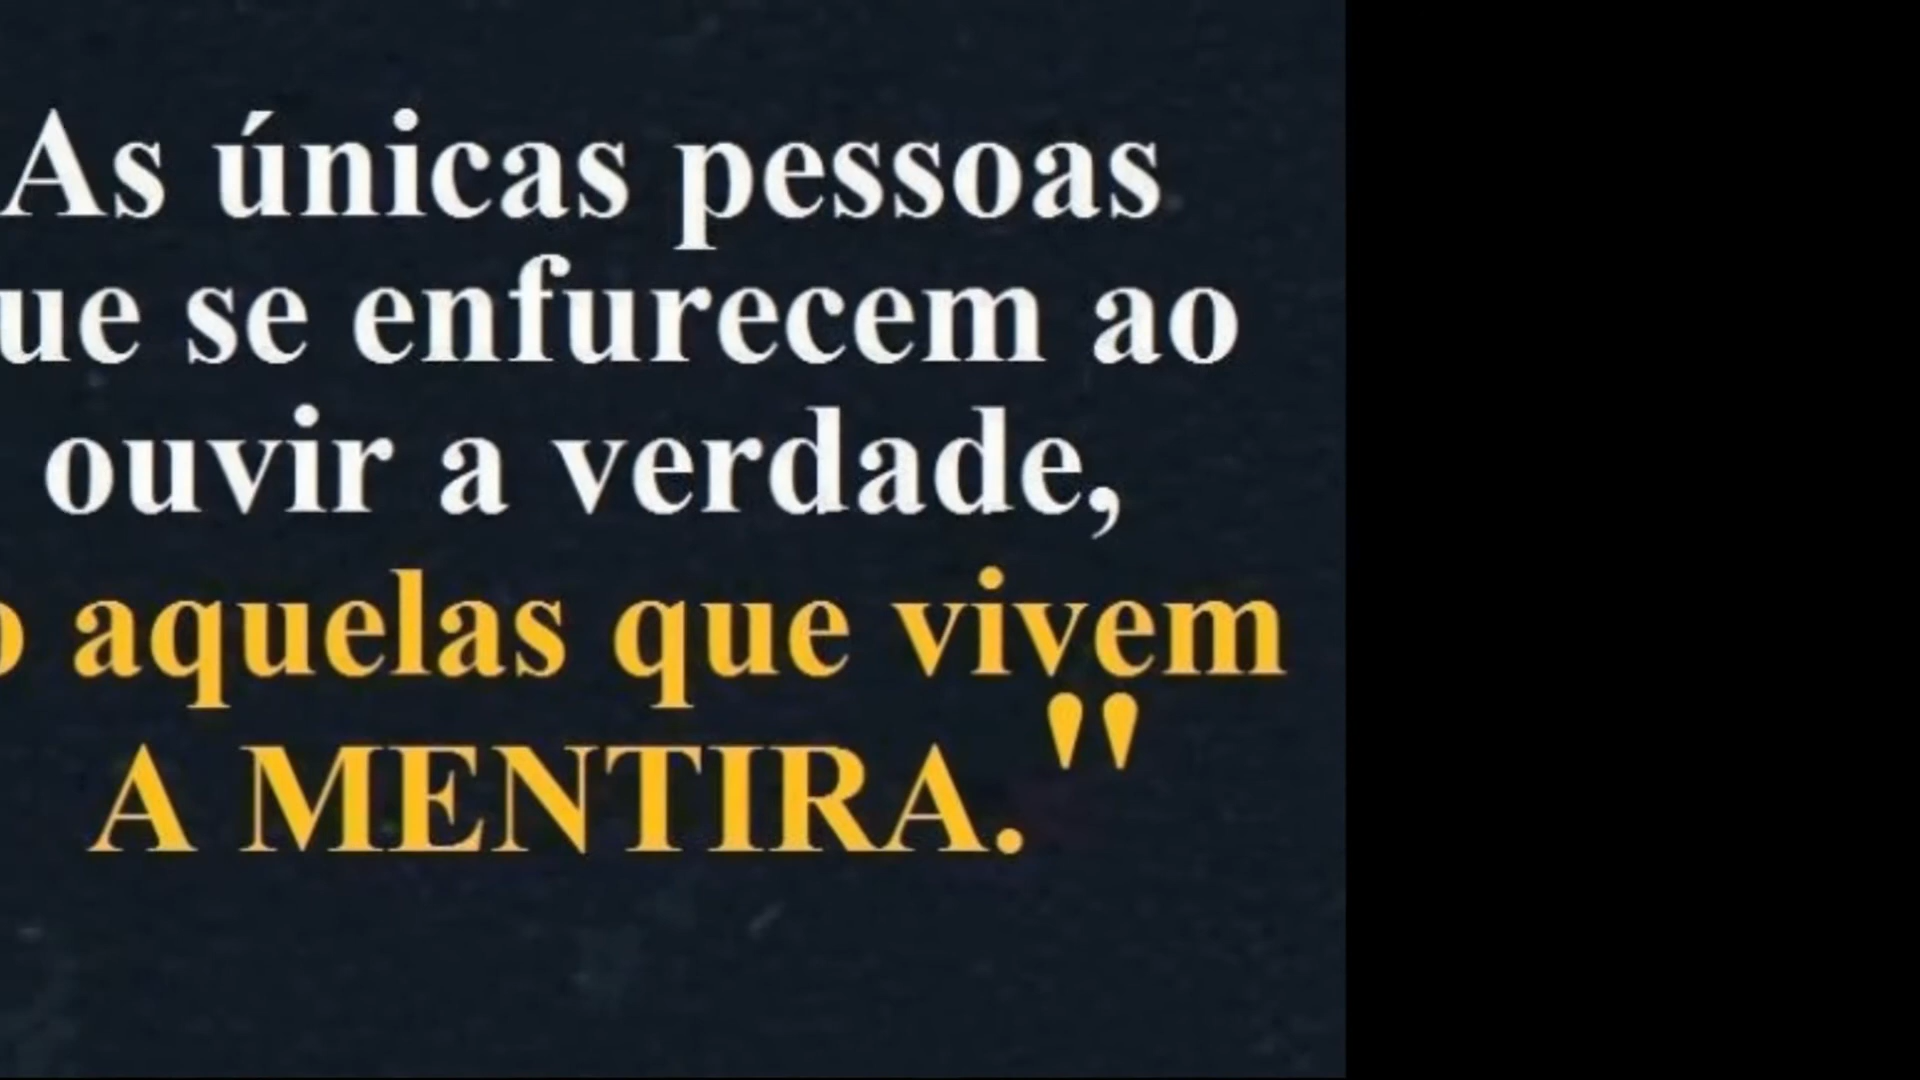 As únicas pessoas
ue se enfurecem ao
ouvir a verdade,
o aquelas que vivem
A MENTIRA."